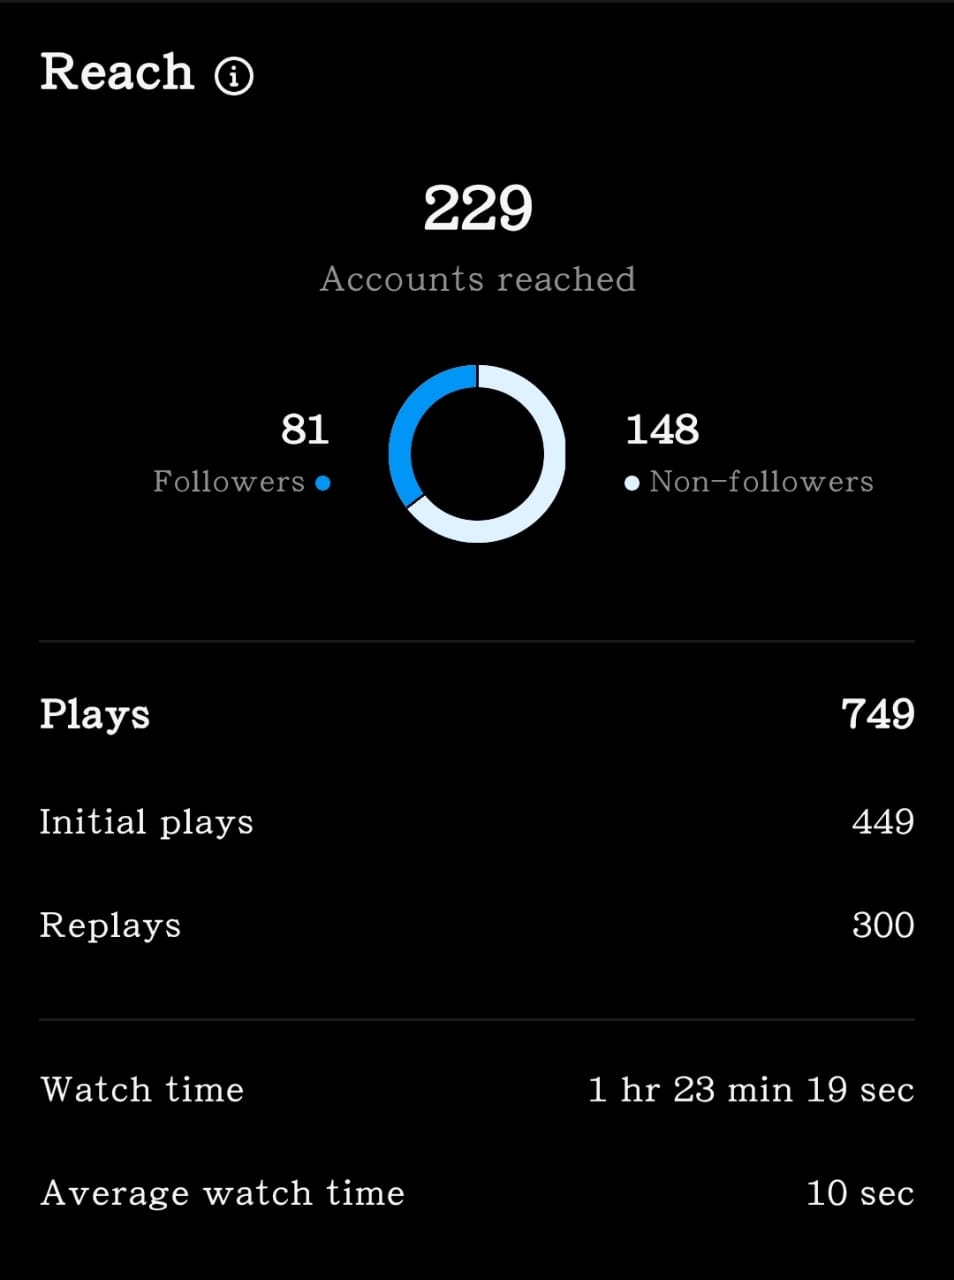 Reach
229
Accounts reached
81
Followers
148
Non-followers
Plays 749
Initial plays 449
Replays 300
Watch time 1 hr 23 min 19 sec
Average watch time 10 sec